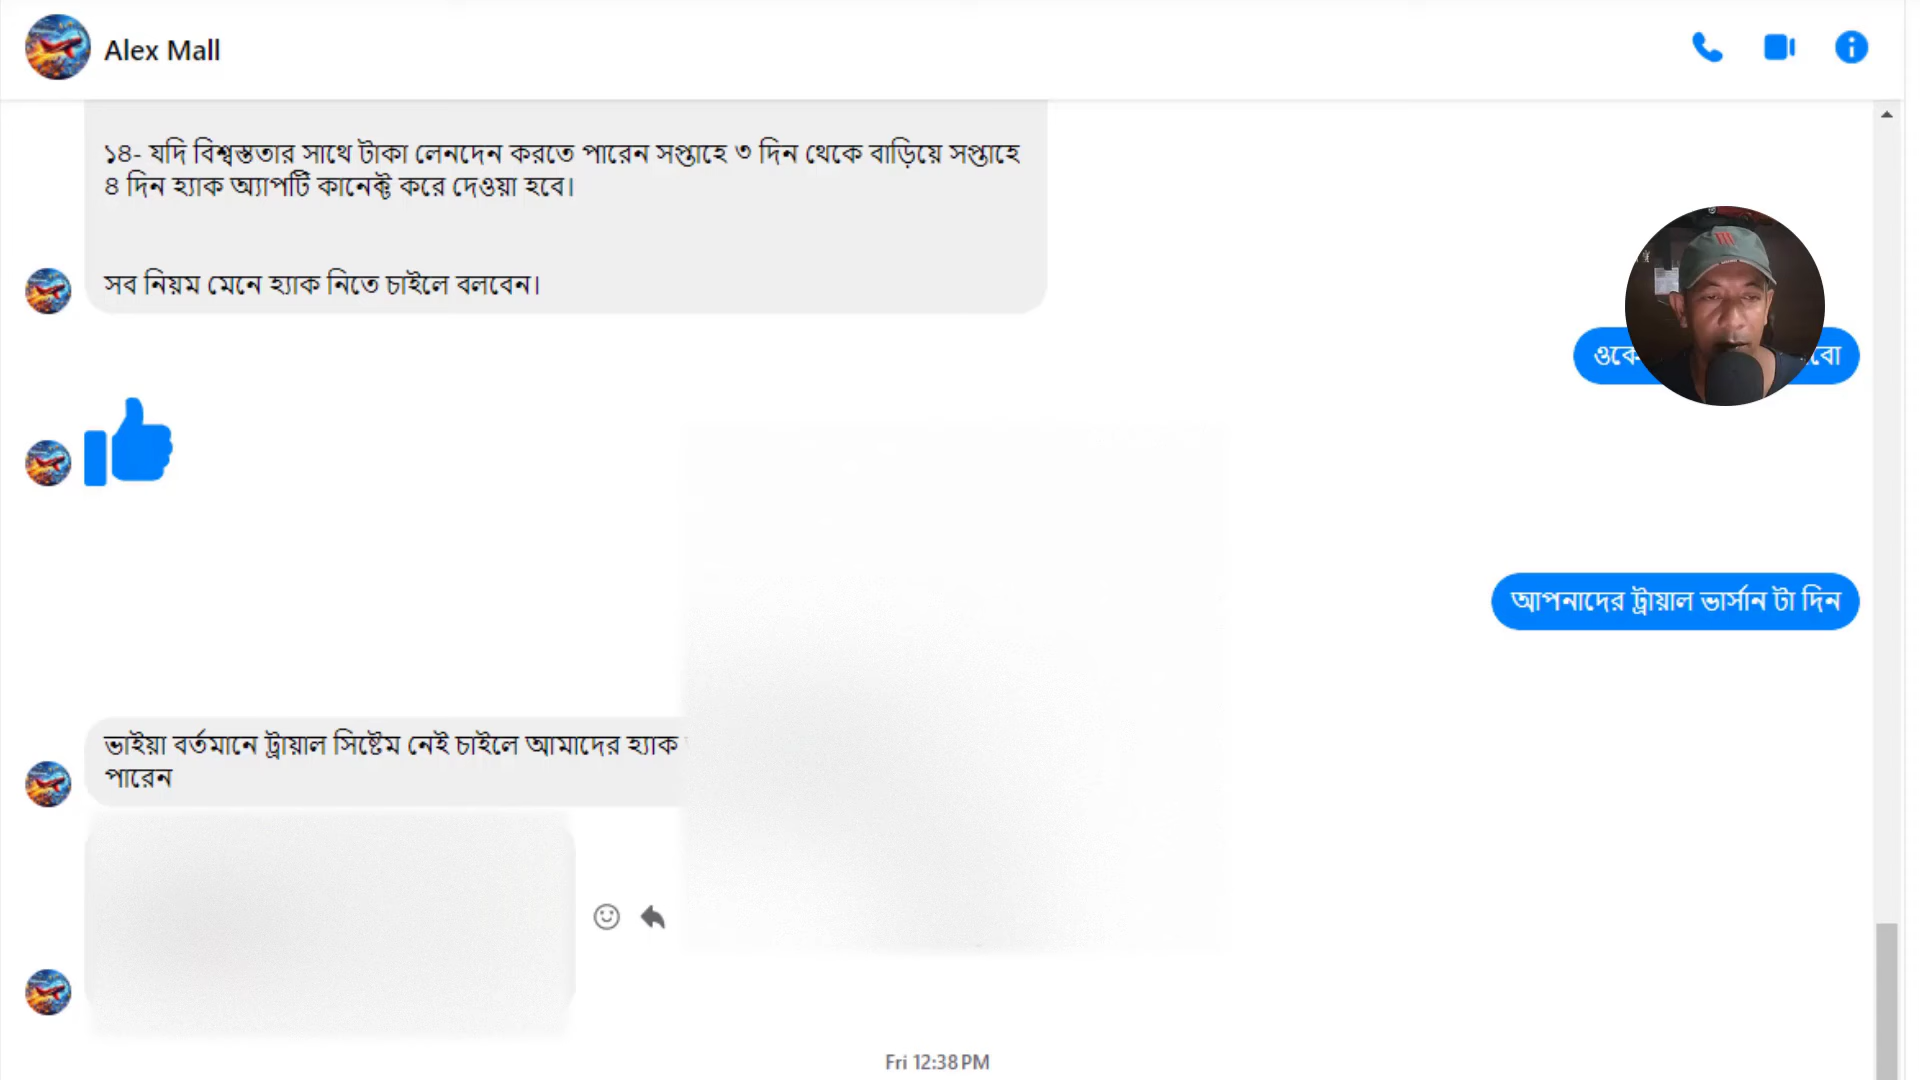 Alex Mall
১৪- যদি বিশ্বস্ততার সাথে টাকা লেনদেন করতে পারেন সপ্তাহে ৩ দিন থেকে বাড়িয়ে সপ্তাহে
৪ দিন হ্যাক অ্যাপটি কানেক্ট করে দেওয়া হবে।
সব নিয়ম মেনে হ্যাক নিতে চাইলে বলবেন।
আপনাদের ট্রায়াল ভার্সান টা দিন
ভাইয়া বর্তমানে ট্রায়াল সিষ্টেম নেই চাইলে আমাদের হ্যাক
পারেন
Fri 12:38 PM